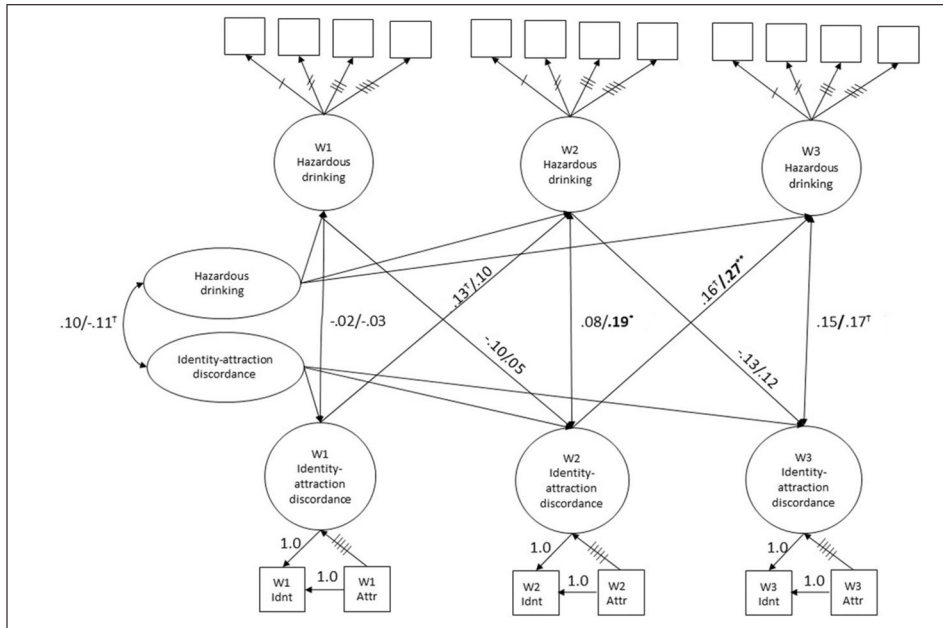 W1
Hazardous
drinking
W2
Hazardous
drinking
W3
Hazardous
drinking
Hazardous
drinking
.10/-.11†
Identity-attraction
discordance
-.02/-.03
.13†/.10
-.10/.05
.08/.19*
.16†/.27**
-.13/.12
.15/.17†
W1
Identity-
attraction
discordance
W2
Identity-
attraction
discordance
W3
Identity-
attraction
discordance
1.0
W1
Idnt
1.0
W1
Attr
1.0
W2
Idnt
1.0
W2
Attr
1.0
W3
Idnt
1.0
W3
Attr